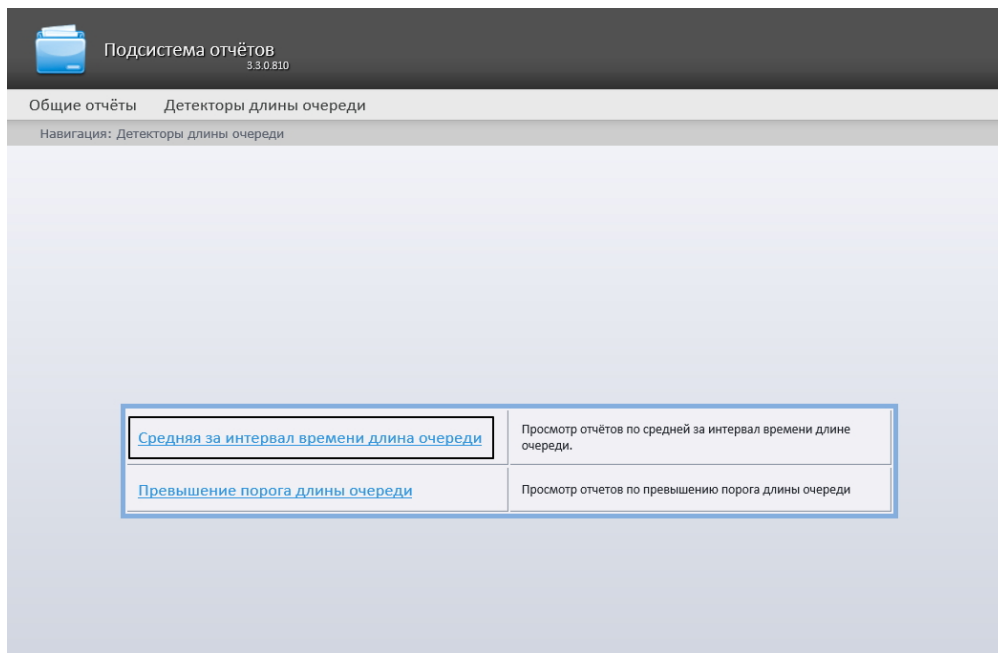 Подсистема отчётов
3.3.0.810
Общие отчёты Детекторы длины очереди
Навигация: Детекторы длины очереди
Средняя за интервал времени длина очереди
Просмотр отчётов по средней за интервал времени длине
очереди.
Превышение порога длины очереди
Просмотр отчетов по превышению порога длины очереди